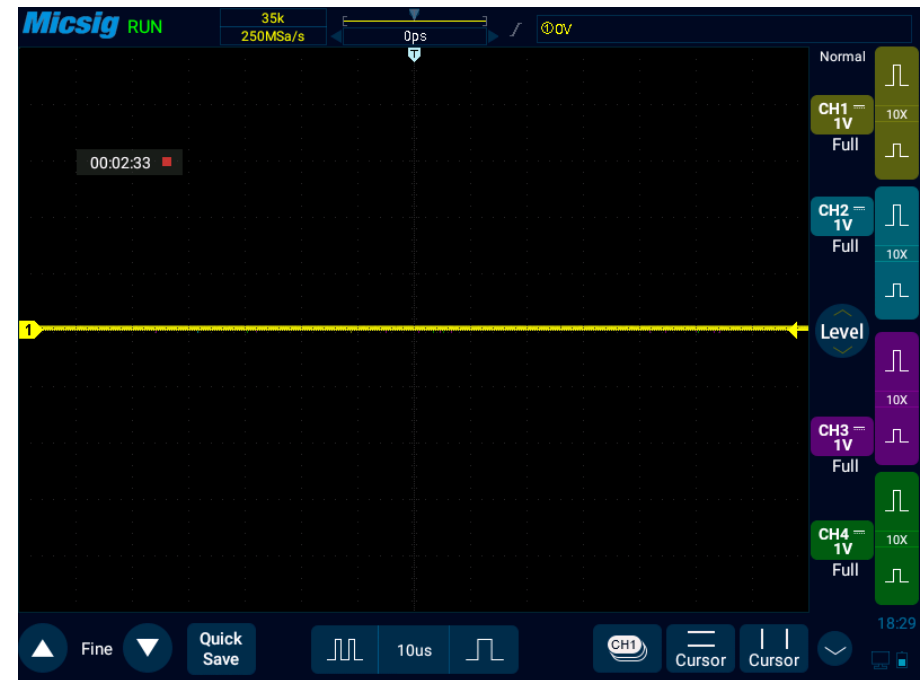 Micsig RUN
35k
250MSa/s
0ps
①0V
T
Normal
CH1
1V
Full
10X
00:02:33
CH2
1V
Full
10X
1
Level
10X
CH3
1V
Full
CH4
1V
Full
10X
18:29
Fine
Quick
Save
10us
CH1
Cursor
Cursor